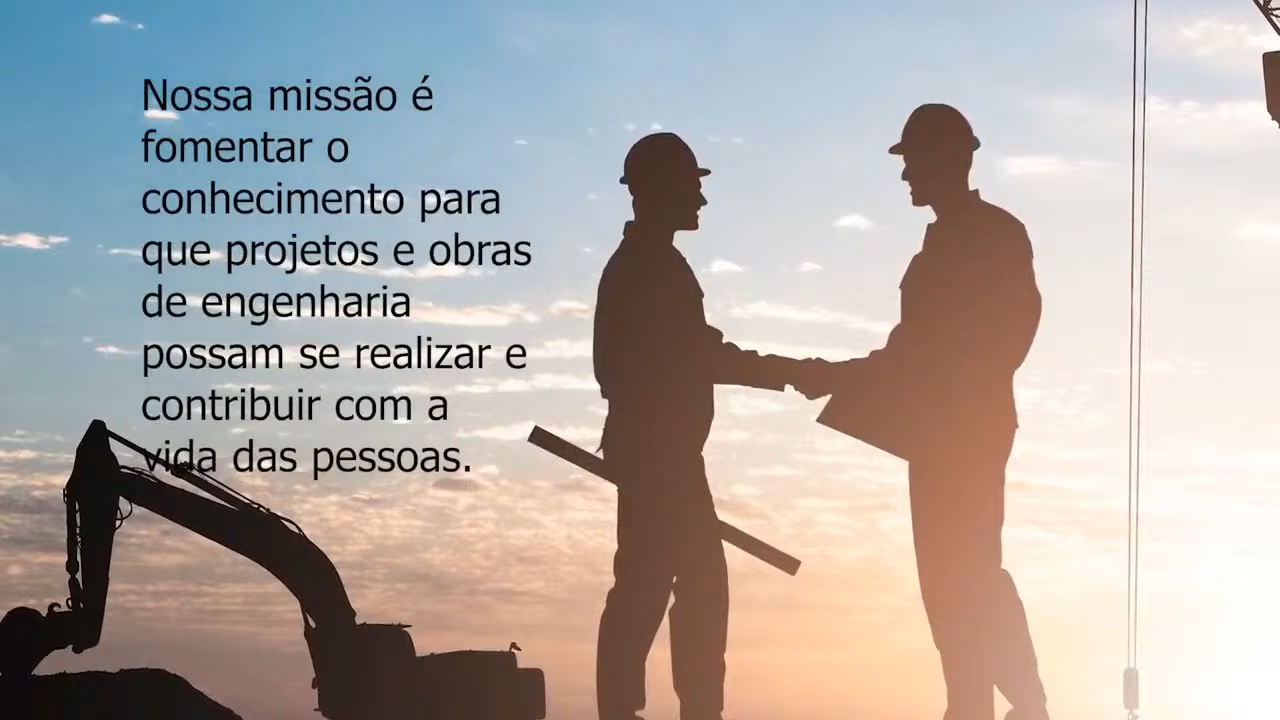 Nossa missão é
fomentar o
conhecimento para
que projetos e obras
de engenharia
possam se realizar e
contribuir com a
vida das pessoas.